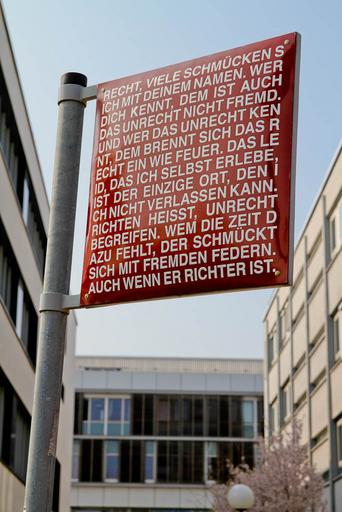 RECHT, VIELE SCHMÜCKEN S
ICH MIT DEINEM NAMEN. WER
DICH KENNT, DEM IST AUCH
DAS UNRECHT NICHT FREMD.
UND WER DAS UNRECHT KEN
NT, DEM BRENNT SICH DAS R
ECHT EIN WIE FEUER. DAS LE
ID, DAS ICH SELBST ERLEBE,
IST DER EINZIGE ORT, DEN I
CH NICHT VERLASSEN KANN.
RICHTEN HEISST, UNRECHT
BEGREIFEN. WEM DIE ZEIT D
AZU FEHLT, DER SCHMÜCKT
SICH MIT FREMDEN FEDERN.
AUCH WENN ER RICHTER IST.